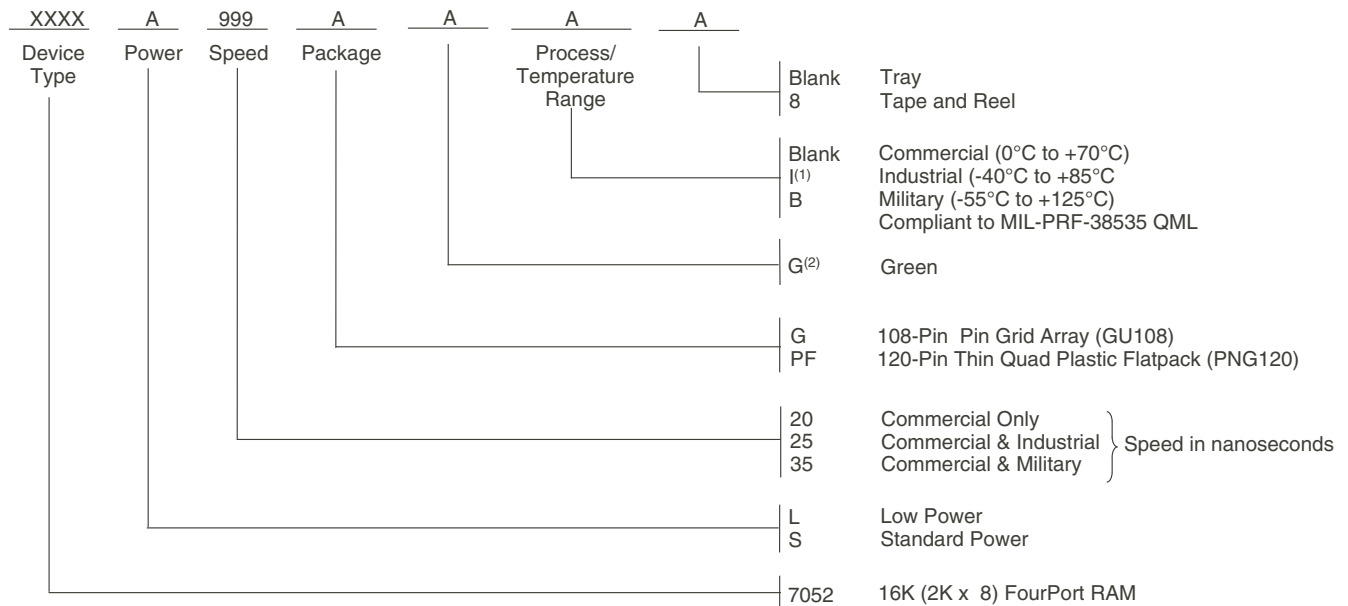 XXXX A 999 A A A A
Device Type Power Speed Package Process/ Temperature Range
Blank Tray
8 Tape and Reel
Blank Commercial (0°C to +70°C)
I(1) Industrial (-40°C to +85°C
B Military (-55°C to +125°C)
Compliant to MIL-PRF-38535 QML
G(2) Green
G 108-Pin Pin Grid Array (GU108)
PF 120-Pin Thin Quad Plastic Flatpack (PNG120)
20 Commercial Only
25 Commercial & Industrial Speed in nanoseconds
35 Commercial & Military
L Low Power
S Standard Power
7052 16K (2K x 8) FourPort RAM